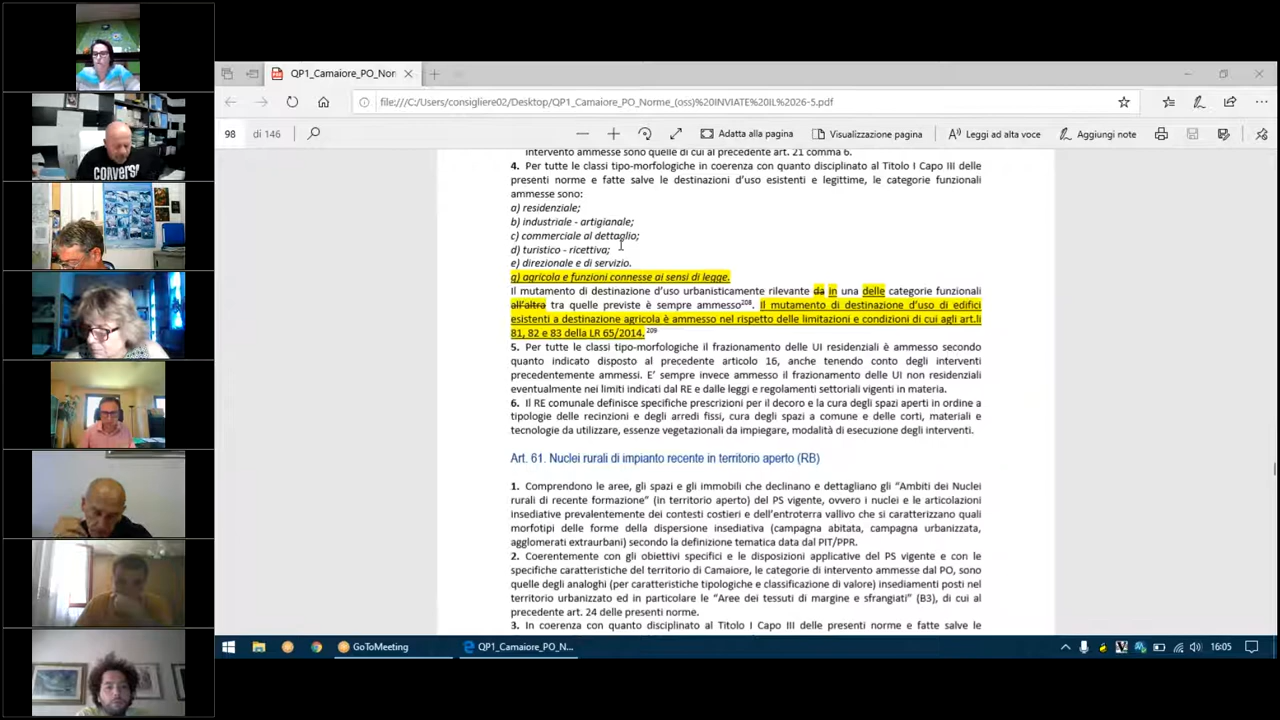 CONVERS
QP1_Camaiore_PO_Norı
file:///C:/Users/consigliere02/Desktop/QP1_Camaiore_PO_Norme_(oss)%20INVIATE%20IL%2026-5.pdf
98 di 146
Adatta alla pagina
Visualizzazione pagina
Leggi ad alta voce
Aggiungi note
intervento ammesse sono quelle di cui al precedente art. 21 comma 6.
4. Per tutte le classi tipo-morfologiche in coerenza con quanto disciplinato al Titolo I Capo III delle
presenti norme e fatte salve le destinazioni d'uso esistenti e legittime, le categorie funzionali
ammesse sono:
a) residenziale;
b) industriale - artigianale;
c) commerciale al dettaglio;
d) turistico - ricettiva;
e) direzionale e di servizio.
g) agricola e funzioni connesse ai sensi di legge.
Il mutamento di destinazione d'uso urbanisticamente rilevante da in una delle categorie funzionali
all'altra tra quelle previste è sempre ammesso208. Il mutamento di destinazione d'uso di edifici
esistenti a destinazione agricola è ammesso nel rispetto delle limitazioni e condizioni di cui agli art.li
81, 82 e 83 della LR 65/2014. 209
5. Per tutte le classi tipo-morfologiche il frazionamento delle UI residenziali è ammesso secondo
quanto indicato disposto al precedente articolo 16, anche tenendo conto degli interventi
precedentemente ammessi. E' sempre invece ammesso il frazionamento delle UI non residenziali
eventualmente nei limiti indicati dal RE e dalle leggi e regolamenti settoriali vigenti in materia.
6. Il RE comunale definisce specifiche prescrizioni per il decoro e la cura degli spazi aperti in ordine a
tipologie delle recinzioni e degli arredi fissi, cura degli spazi a comune e delle corti, materiali e
tecnologie da utilizzare, essenze vegetazionali da impiegare, modalità di esecuzione degli interventi.
Art. 61. Nuclei rurali di impianto recente in territorio aperto (RB)
1. Comprendono le aree, gli spazi e gli immobili che declinano e dettagliano gli "Ambiti dei Nuclei
rurali di recente formazione" (in territorio aperto) del PS vigente, ovvero i nuclei e le articolazioni
insediative prevalentemente dei contesti costieri e dell'entroterra vallivo che si caratterizzano quali
morfotipi delle forme della dispersione insediativa (campagna abitata, campagna urbanizzata,
agglomerati extraurbani) secondo la definizione tematica data dal PIT/PPR.
2. Coerentemente con gli obiettivi specifici e le disposizioni applicative del PS vigente e con le
specifiche caratteristiche del territorio di Camaiore, le categorie di intervento ammesse dal PO, sono
quelle degli analoghi (per caratteristiche tipologiche e classificazione di valore) insediamenti posti nel
territorio urbanizzato ed in particolare le "Aree dei tessuti di margine e sfrangiati" (B3), di cui al
precedente art. 24 delle presenti norme.
3. In coerenza con quanto disciplinato al Titolo I Capo III delle presenti norme e fatte salve le
GoToMeeting
QP1_Camaiore_PO_N...
16:05